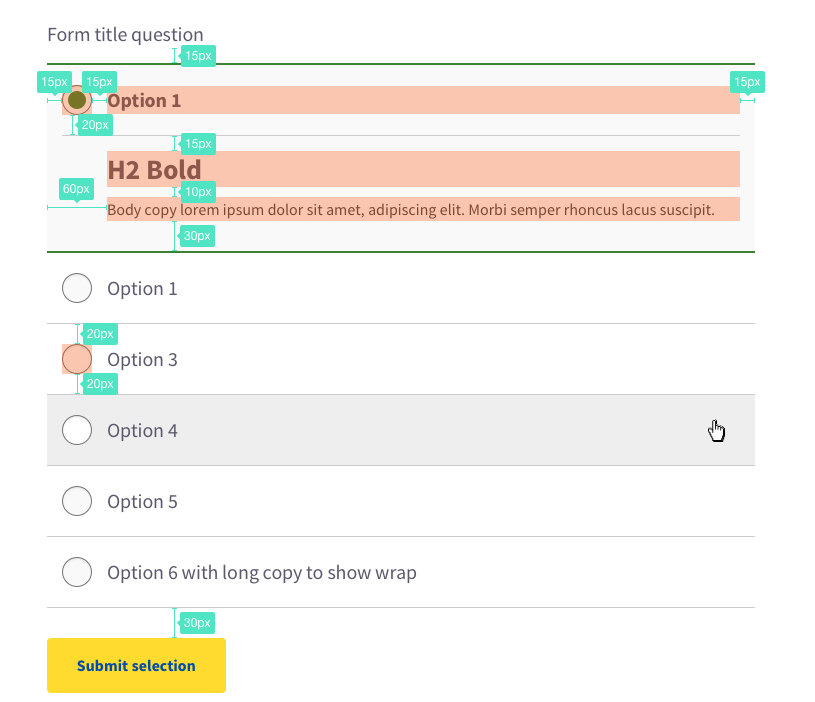 Form title question
15px
15px
15px
15px
Option 1
20px
15px
H2 Bold
60px
10px
Body copy lorem ipsum dolor sit amet, adipiscing elit. Morbi semper rhoncus lacus suscipit.
30px
Option 1
20px
Option 3
20px
Option 4
Option 5
Option 6 with long copy to show wrap
30px
Submit selection